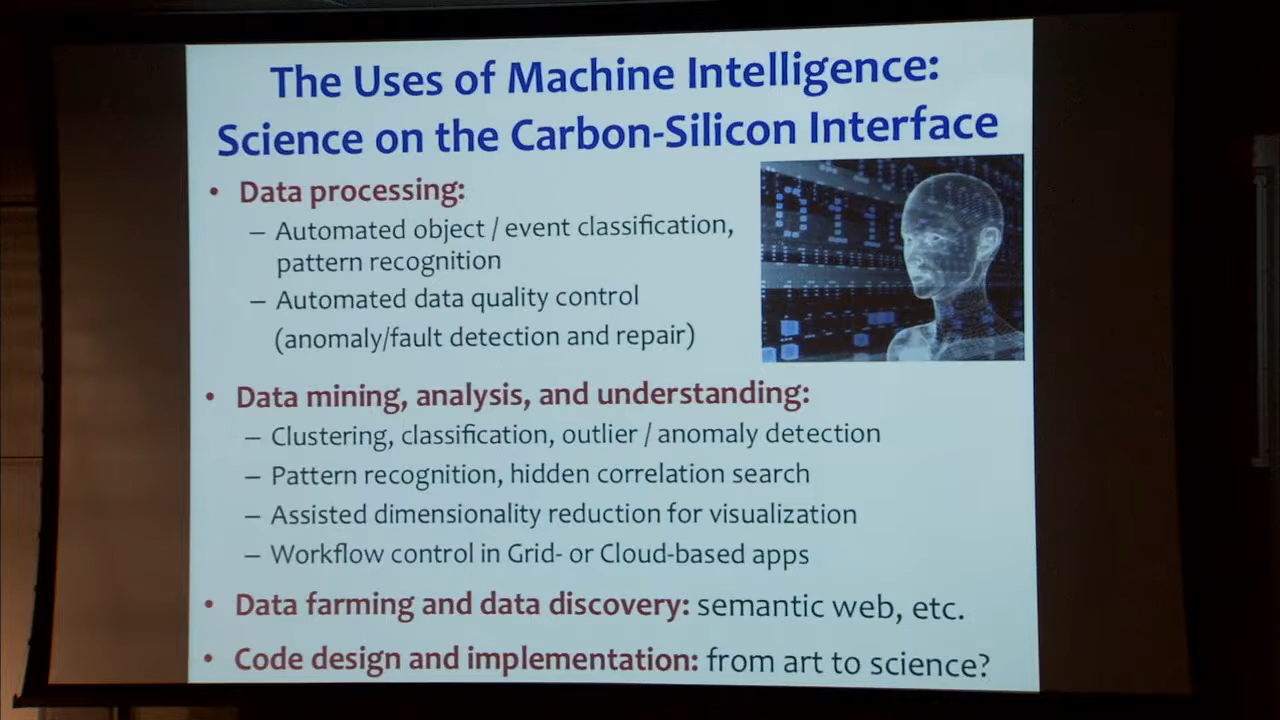 The Uses of Machine Intelligence:
Science on the Carbon-Silicon Interface
• Data processing:
– Automated object / event classification,
pattern recognition
– Automated data quality control
(anomaly/fault detection and repair)
• Data mining, analysis, and understanding:
– Clustering, classification, outlier / anomaly detection
– Pattern recognition, hidden correlation search
– Assisted dimensionality reduction for visualization
– Workflow control in Grid- or Cloud-based apps
• Data farming and data discovery: semantic web, etc.
• Code design and implementation: from art to science?